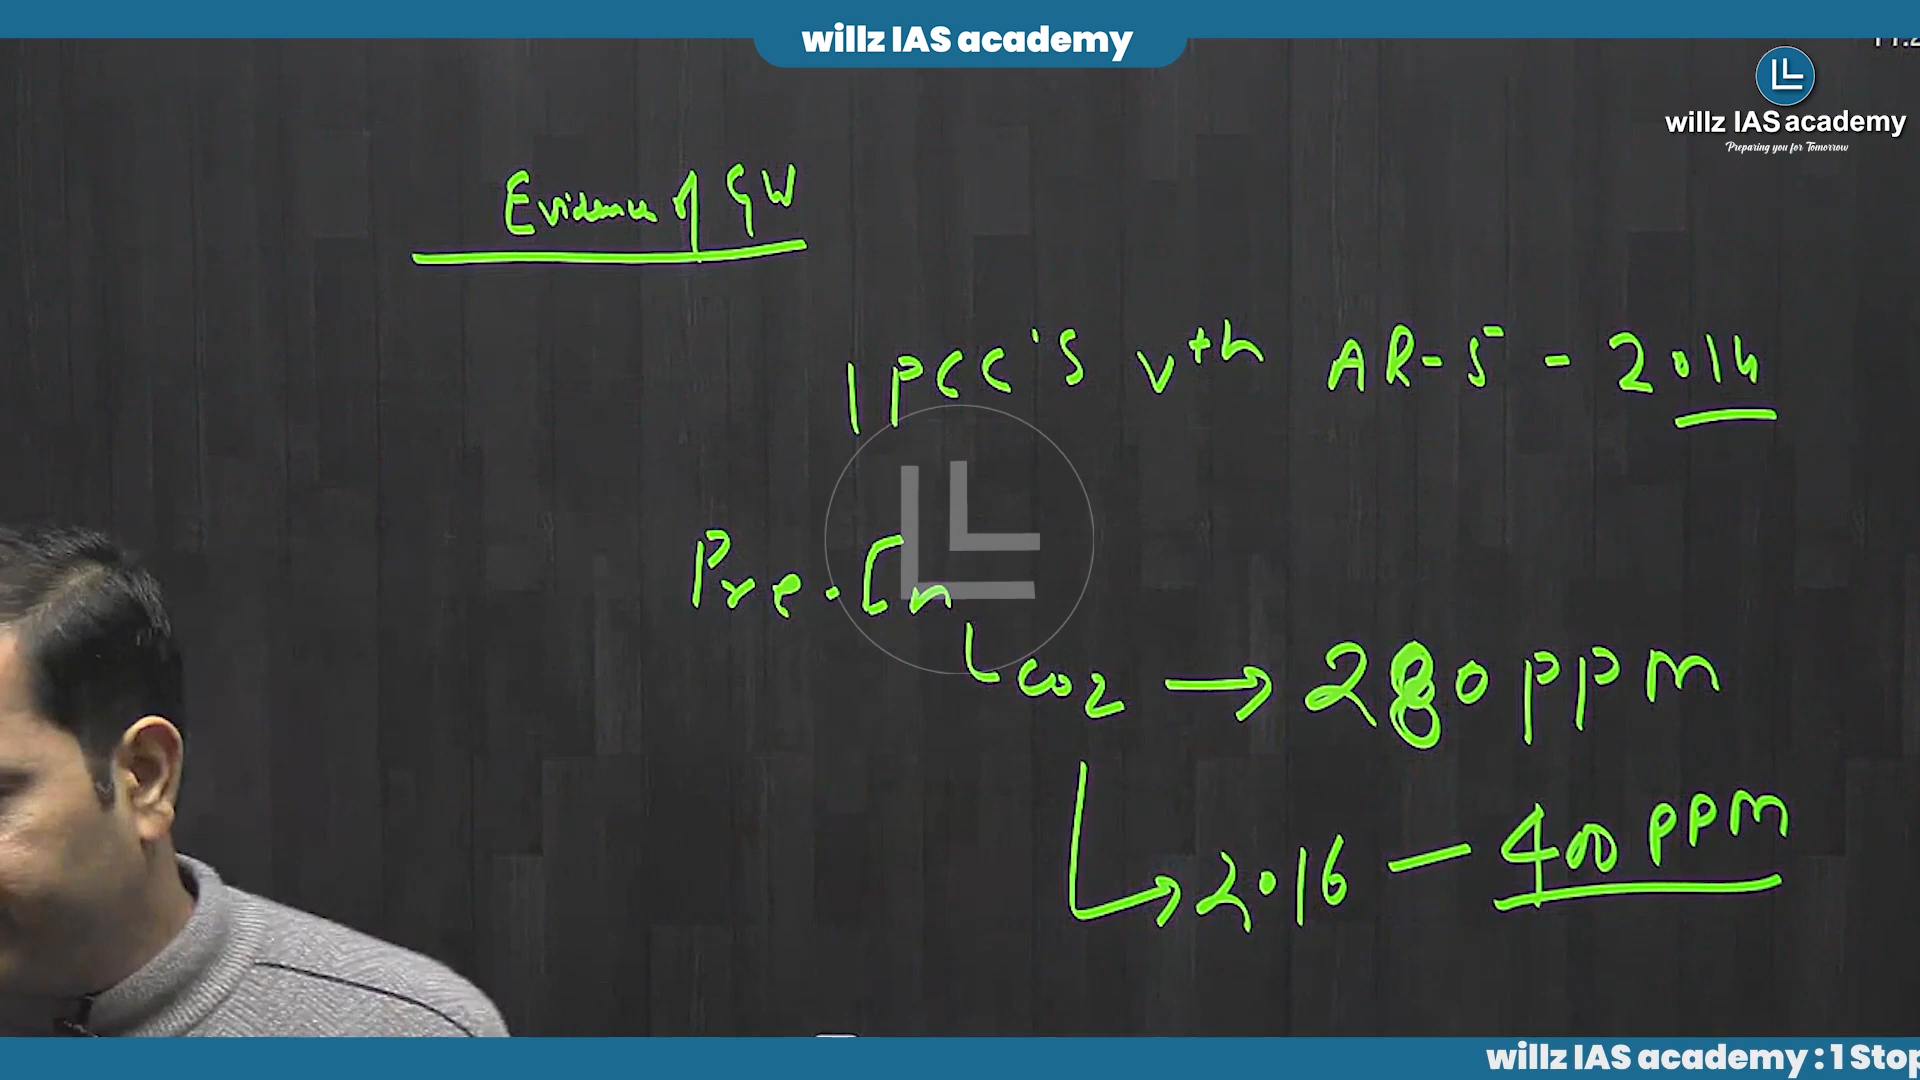 willz IAS academy
willz IAS academy
Preparing you for Tomorrow
Evidence of GW
IPCC's Vth AR-5 - 2014
Pre-In
CO2 → 280 ppm
2016 - 400 ppm
willz IAS academy : 1 Stop